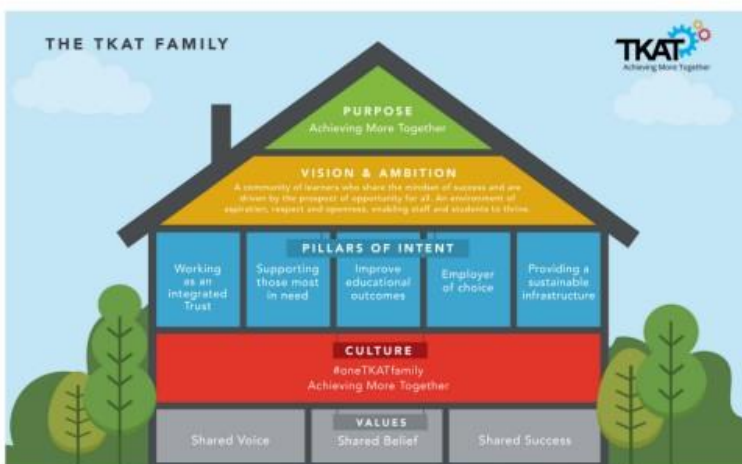 THE TKAT FAMILY
TKAT
Achieving More Together
PURPOSE
Achieving More Together
VISION & AMBITION
A community of learners who share the mindset of success and are
driven by the prospect of opportunity for all. An environment of
aspiration, respect and openness, enabling staff and students to thrive.
PILLARS OF INTENT
Working
as an
integrated
Trust
Supporting
those most
in need
Improve
educational
outcomes
Employer
of choice
Providing a
sustainable
infrastructure
CULTURE
#oneTKATfamily
Achieving More Together
VALUES
Shared Voice
Shared Belief
Shared Success